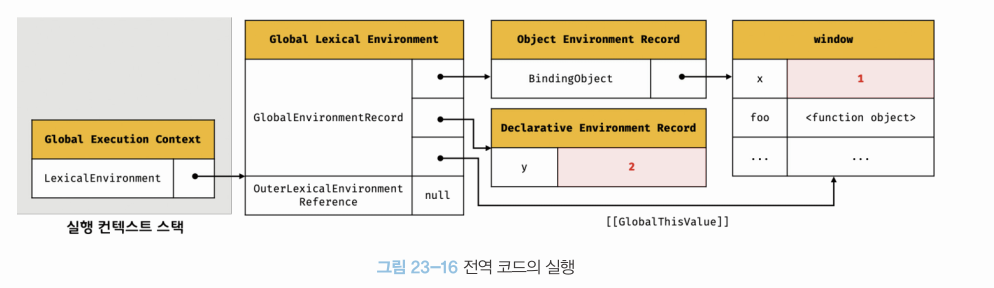 Global Execution Context
LexicalEnvironment
실행 컨텍스트 스택
Global Lexical Environment
GlobalEnvironmentRecord
OuterLexicalEnvironment
Reference
null
Object Environment Record
BindingObject
Declarative Environment Record
y
2
window
x
1
foo
<function object>
...
...
[[GlobalThisValue]]
그림 23-16 전역 코드의 실행